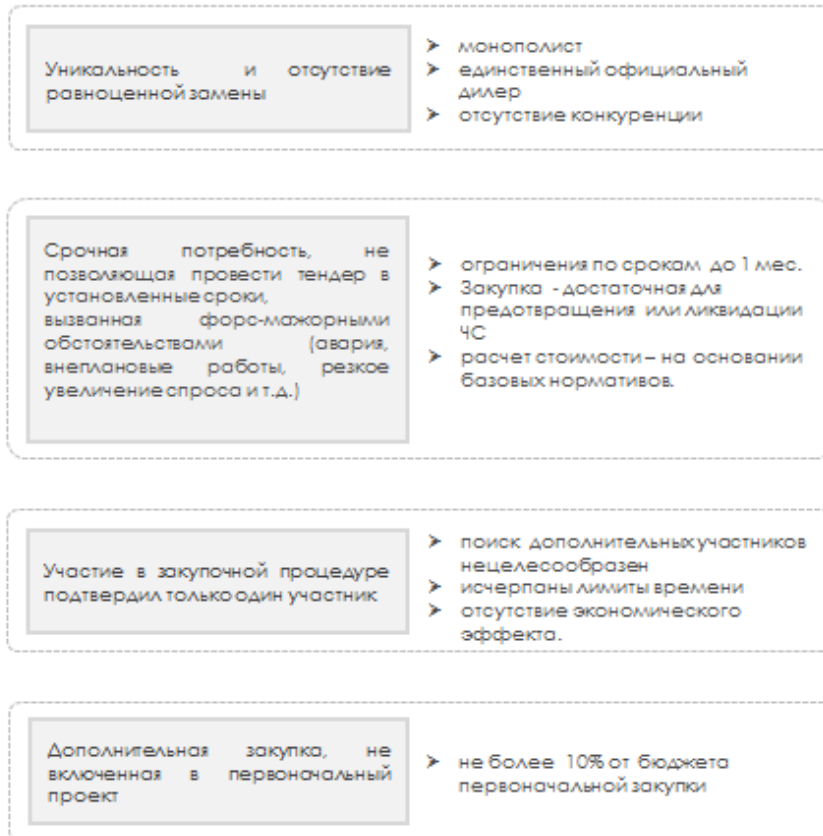 Уникальность и отсутствие
равноценной замены
➤ монополист
➤ единственный официальный
дилер
➤ отсутствие конкуренции
Срочная потребность, не
позволяющая провести тендер в
установленные сроки,
вызванная форс-мажорными
обстоятельствами (авария,
внеплановые работы, резкое
увеличение спроса и т.д.)
➤ ограничения по срокам до 1 мес.
➤ Закупка - достаточная для
предотвращения или ликвидации
ЧС
➤ расчет стоимости – на основании
базовых нормативов.
Участие в закупочной процедуре
подтвердил только один участник
➤ поиск дополнительных участников
нецелесообразен
➤ исчерпаны лимиты времени
➤ отсутствие экономического
эффекта.
Дополнительная закупка, не
включенная в первоначальный
проект
➤ не более 10% от бюджета
первоначальной закупки